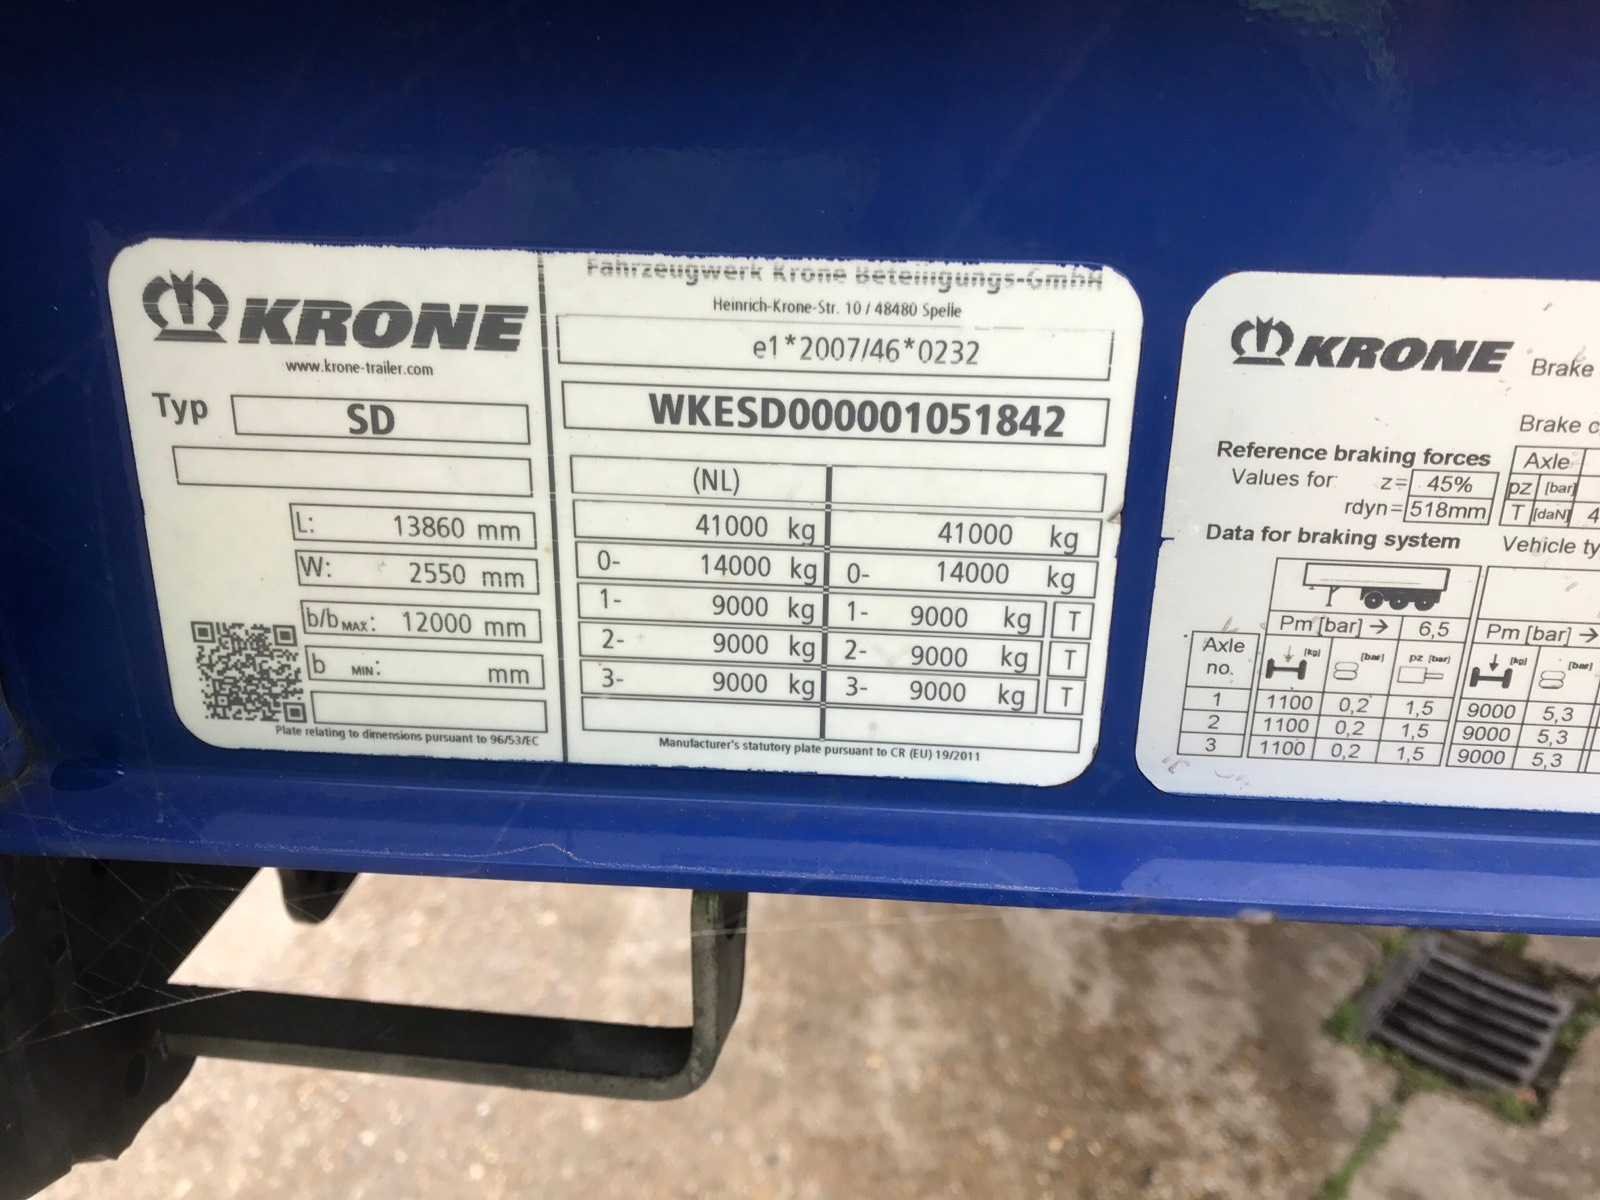 KRONE
www.krone-trailer.com
Typ SD
L: 13860 mm
W: 2550 mm
b/b MAX: 12000 mm
b MIN: mm
Plate relating to dimensions pursuant to 96/53/EC
Fahrzeugwerk Krone Beteiligungs-GmbH
Heinrich-Krone-Str. 10 / 48480 Spelle
e1*2007/46*0232
WKESD000001051842
(NL)
41000 kg 41000 kg
0- 14000 kg 0- 14000 kg
1- 9000 kg 1- 9000 kg T
2- 9000 kg 2- 9000 kg T
3- 9000 kg 3- 9000 kg T
Manufacturer's statutory plate pursuant to CR (EU) 19/2011
KRONE Brake
Brake c
Reference braking forces Axle
Values for z= 45% pz [bar]
rdyn= 518mm T [daN] 4
Data for braking system Vehicle ty
Pm [bar] → 6,5 Pm [bar] →
Axle no. [kg] [bar] pz [bar] [kg] [bar]
1 1100 0,2 1,5 9000 5,3
2 1100 0,2 1,5 9000 5,3
3 1100 0,2 1,5 9000 5,3